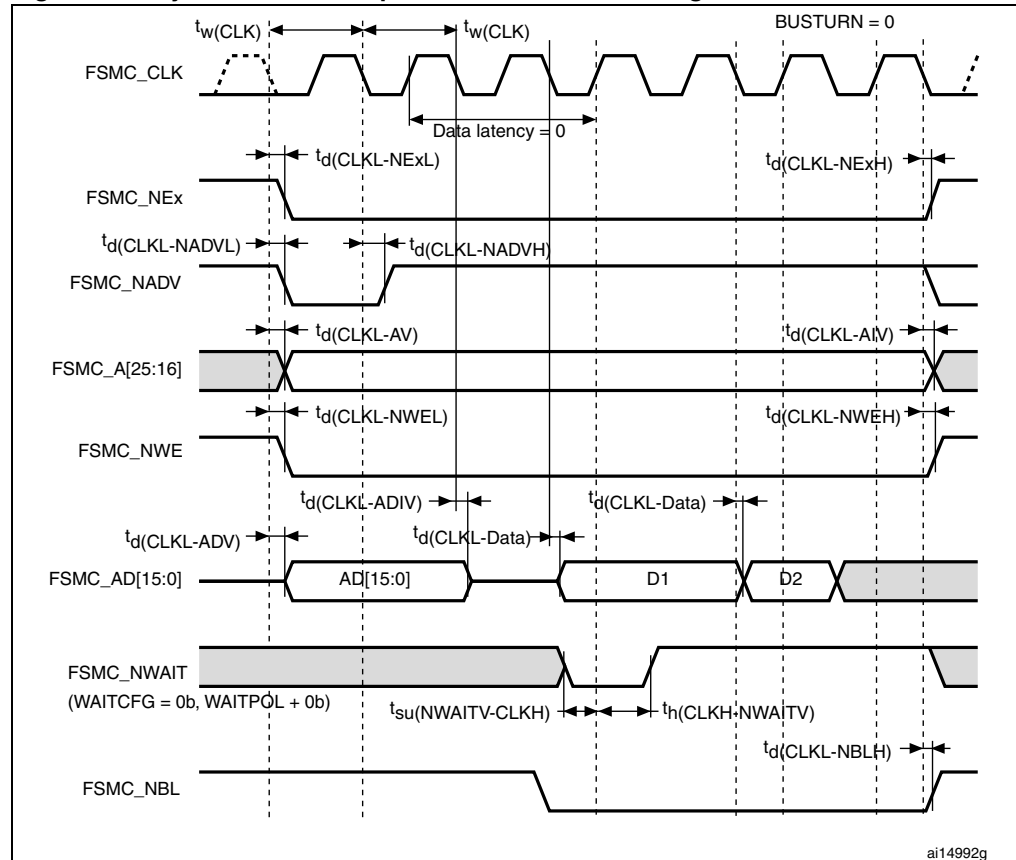 BUSTURN = 0
tw(CLK)
tw(CLK)
FSMC_CLK
Data latency = 0
td(CLKL-NExL)
td(CLKL-NExH)
FSMC_NEx
td(CLKL-NADVL)
td(CLKL-NADVH)
FSMC_NADV
td(CLKL-AV)
td(CLKL-AIV)
FSMC_A[25:16]
td(CLKL-NWEL)
td(CLKL-NWEH)
FSMC_NWE
td(CLKL-ADIV)
td(CLKL-Data)
td(CLKL-ADV)
td(CLKL-Data)
FSMC_AD[15:0]
AD[15:0]
D1
D2
FSMC_NWAIT
(WAITCFG = 0b, WAITPOL + 0b)
tsu(NWAITV-CLKH)
th(CLKH-NWAITV)
td(CLKL-NBLH)
FSMC_NBL
ai14992g